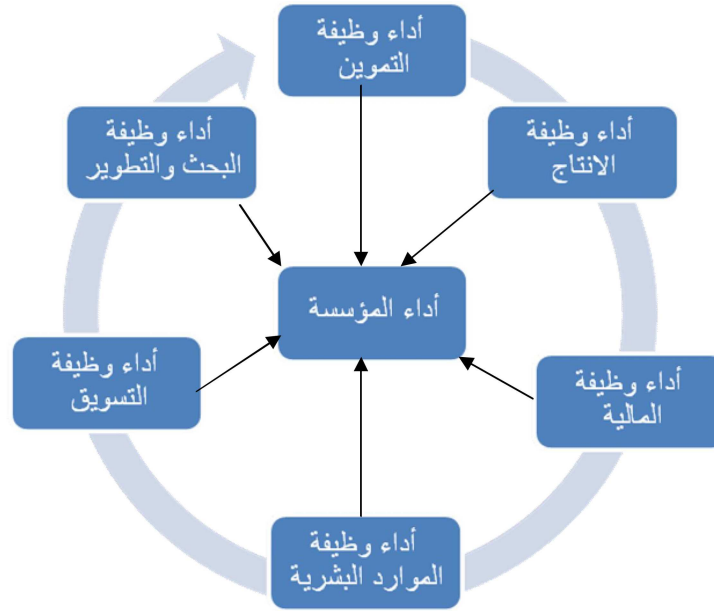 أداء وظيفة
التموين
أداء وظيفة
الانتاج
أداء وظيفة
البحث والتطوير
أداء المؤسسة
أداء وظيفة
المالية
أداء وظيفة
التسويق
أداء وظيفة
الموارد البشرية